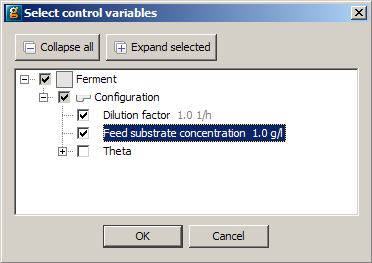 Select control variables
Collapse all Expand selected
Ferment
Configuration
Dilution factor 1.0 1/h
Feed substrate concentration 1.0 g/l
Theta
OK Cancel